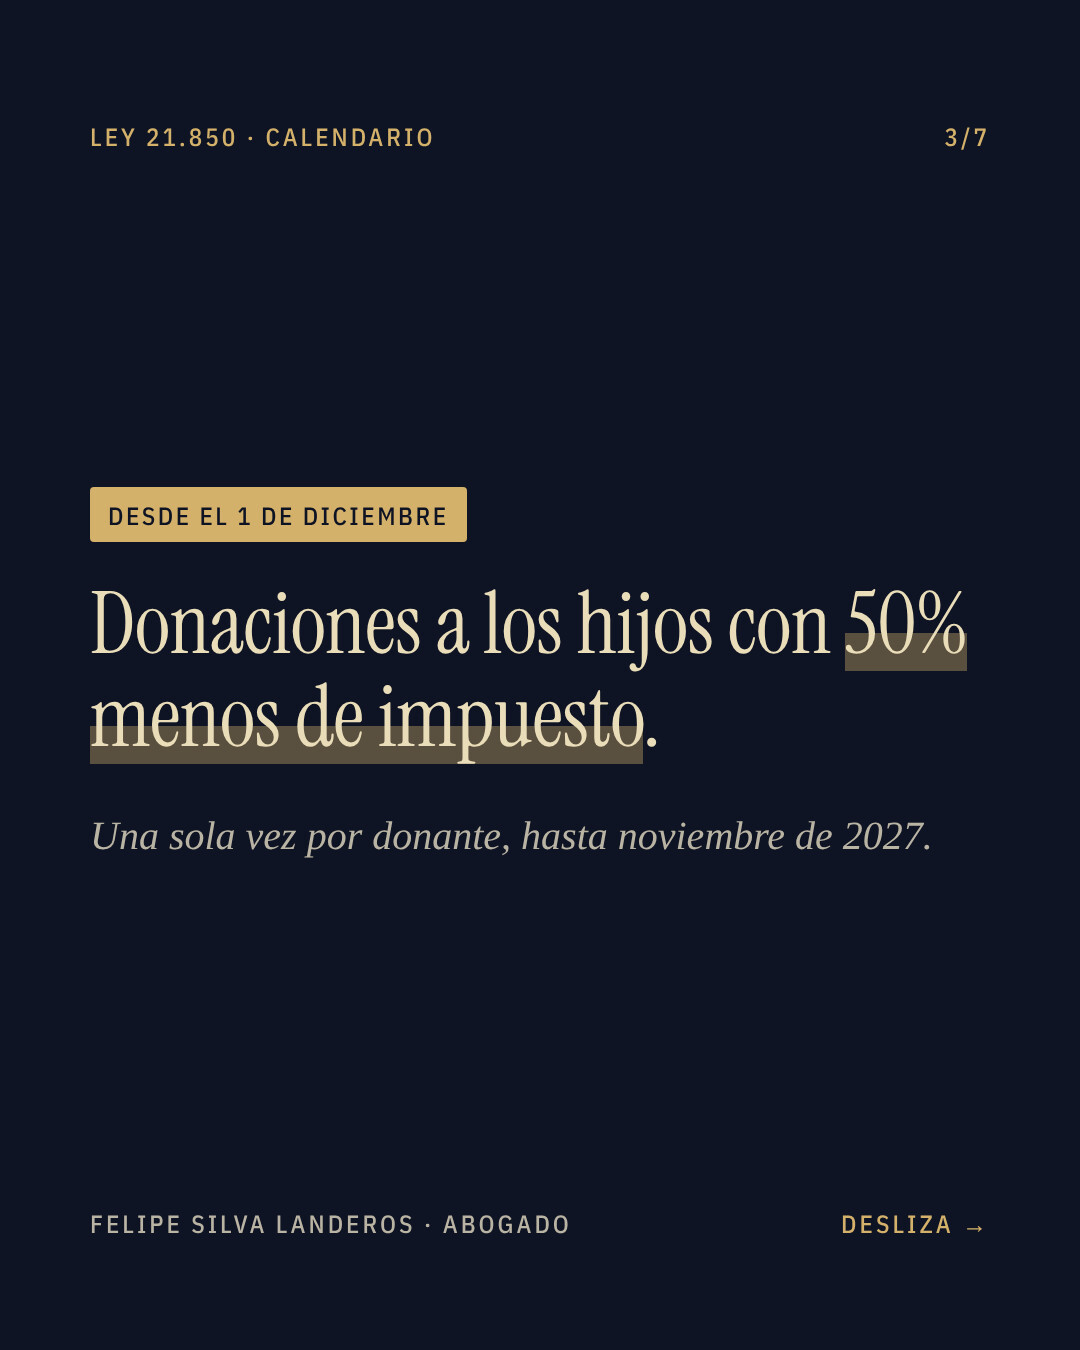 LEY 21.850 · CALENDARIO
3/7
DESDE EL 1 DE DICIEMBRE
Donaciones a los hijos con 50%
menos de impuesto.
Una sola vez por donante, hasta noviembre de 2027.
FELIPE SILVA LANDEROS · ABOGADO
DESLIZA →